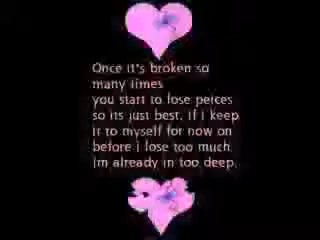 Once it's broken so
many times
you start to lose peices
so its just best, if i keep
it to myself for now on
before i lose too much.
Im already in too deep.